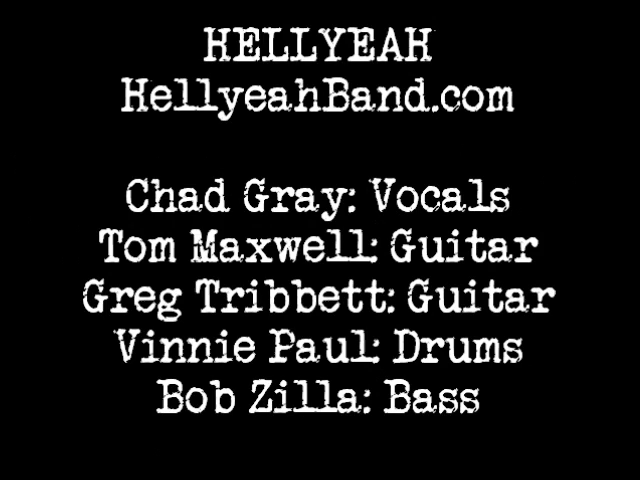 HELLYEAH
HellyeahBand.com
Chad Gray: Vocals
Tom Maxwell: Guitar
Greg Tribbett: Guitar
Vinnie Paul: Drums
Bob Zilla: Bass